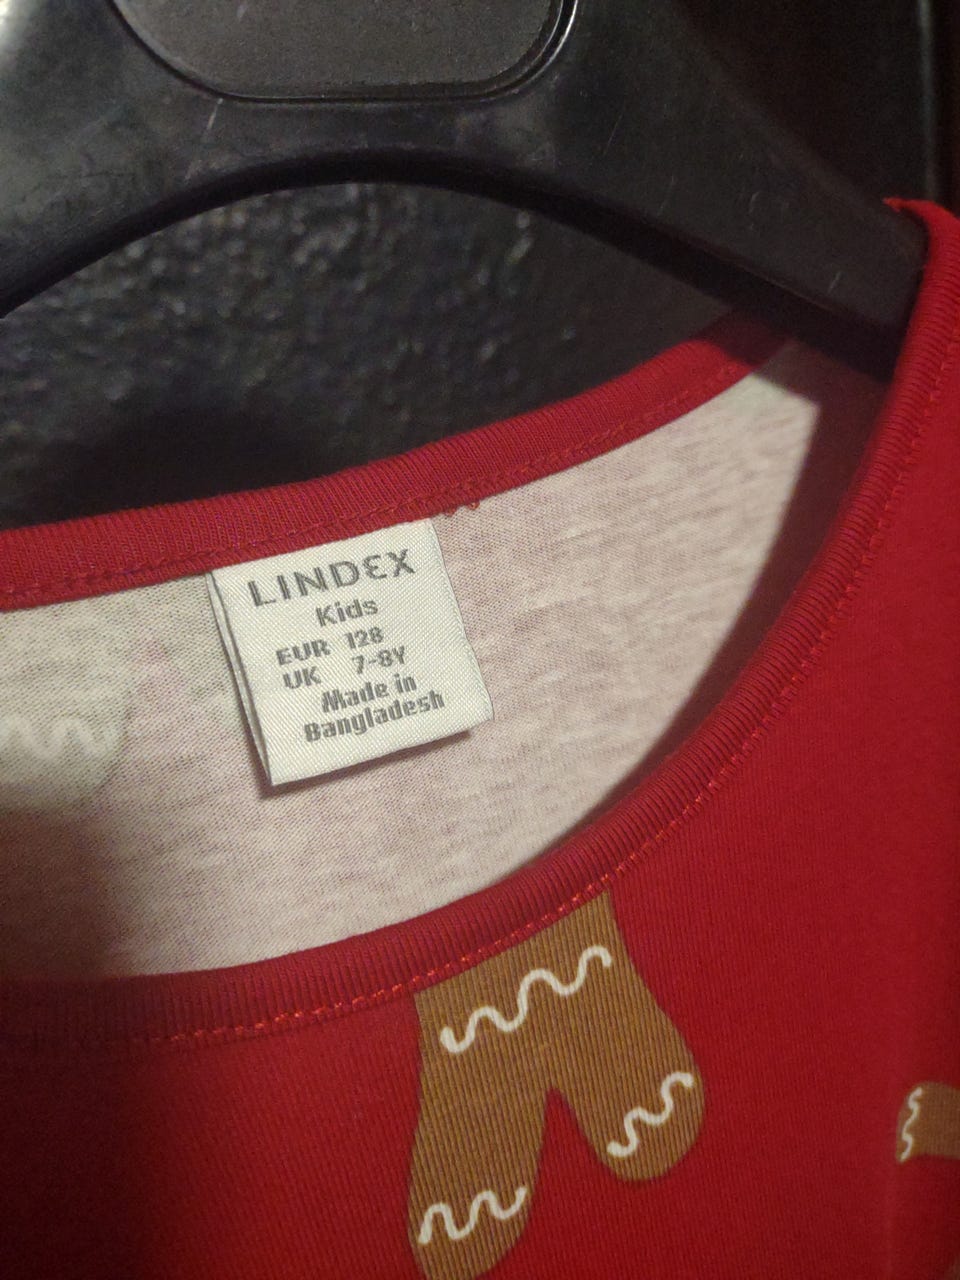 LINDEX
Kids
EUR 128
UK 7-8Y
Made in
Bangladesh